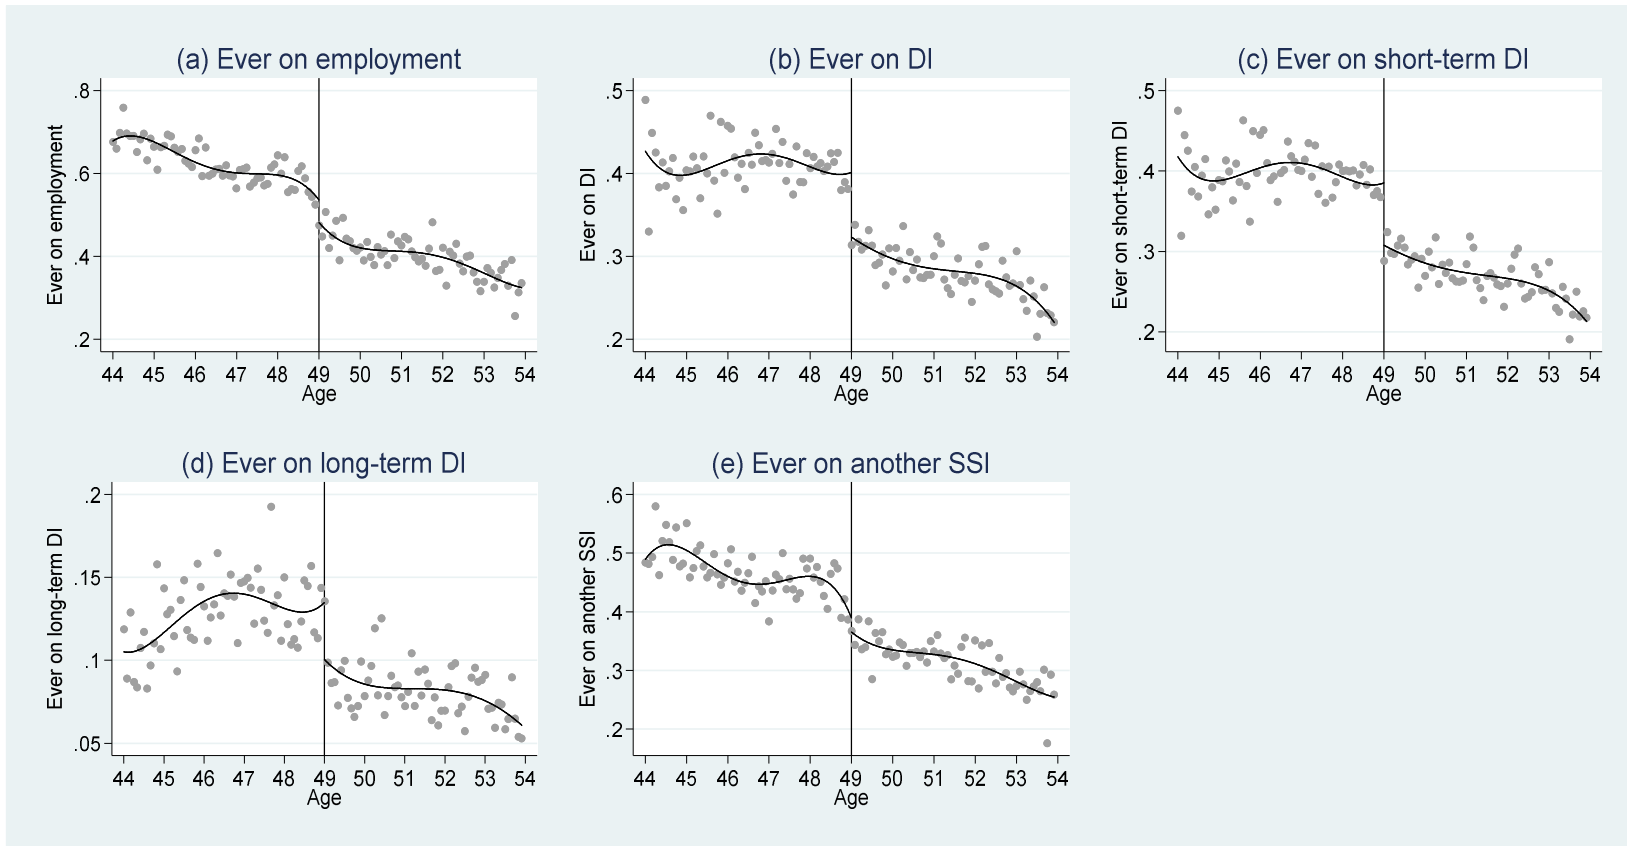 (a) Ever on employment
Ever on employment
.8
.6
.4
.2
44 45 46 47 48 49 50 51 52 53 54
Age
(b) Ever on DI
Ever on DI
.5
.4
.3
.2
44 45 46 47 48 49 50 51 52 53 54
Age
(c) Ever on short-term DI
Ever on short-term DI
.5
.4
.3
.2
44 45 46 47 48 49 50 51 52 53 54
Age
(d) Ever on long-term DI
Ever on long-term DI
.2
.15
.1
.05
44 45 46 47 48 49 50 51 52 53 54
Age
(e) Ever on another SSI
Ever on another SSI
.6
.5
.4
.3
.2
44 45 46 47 48 49 50 51 52 53 54
Age